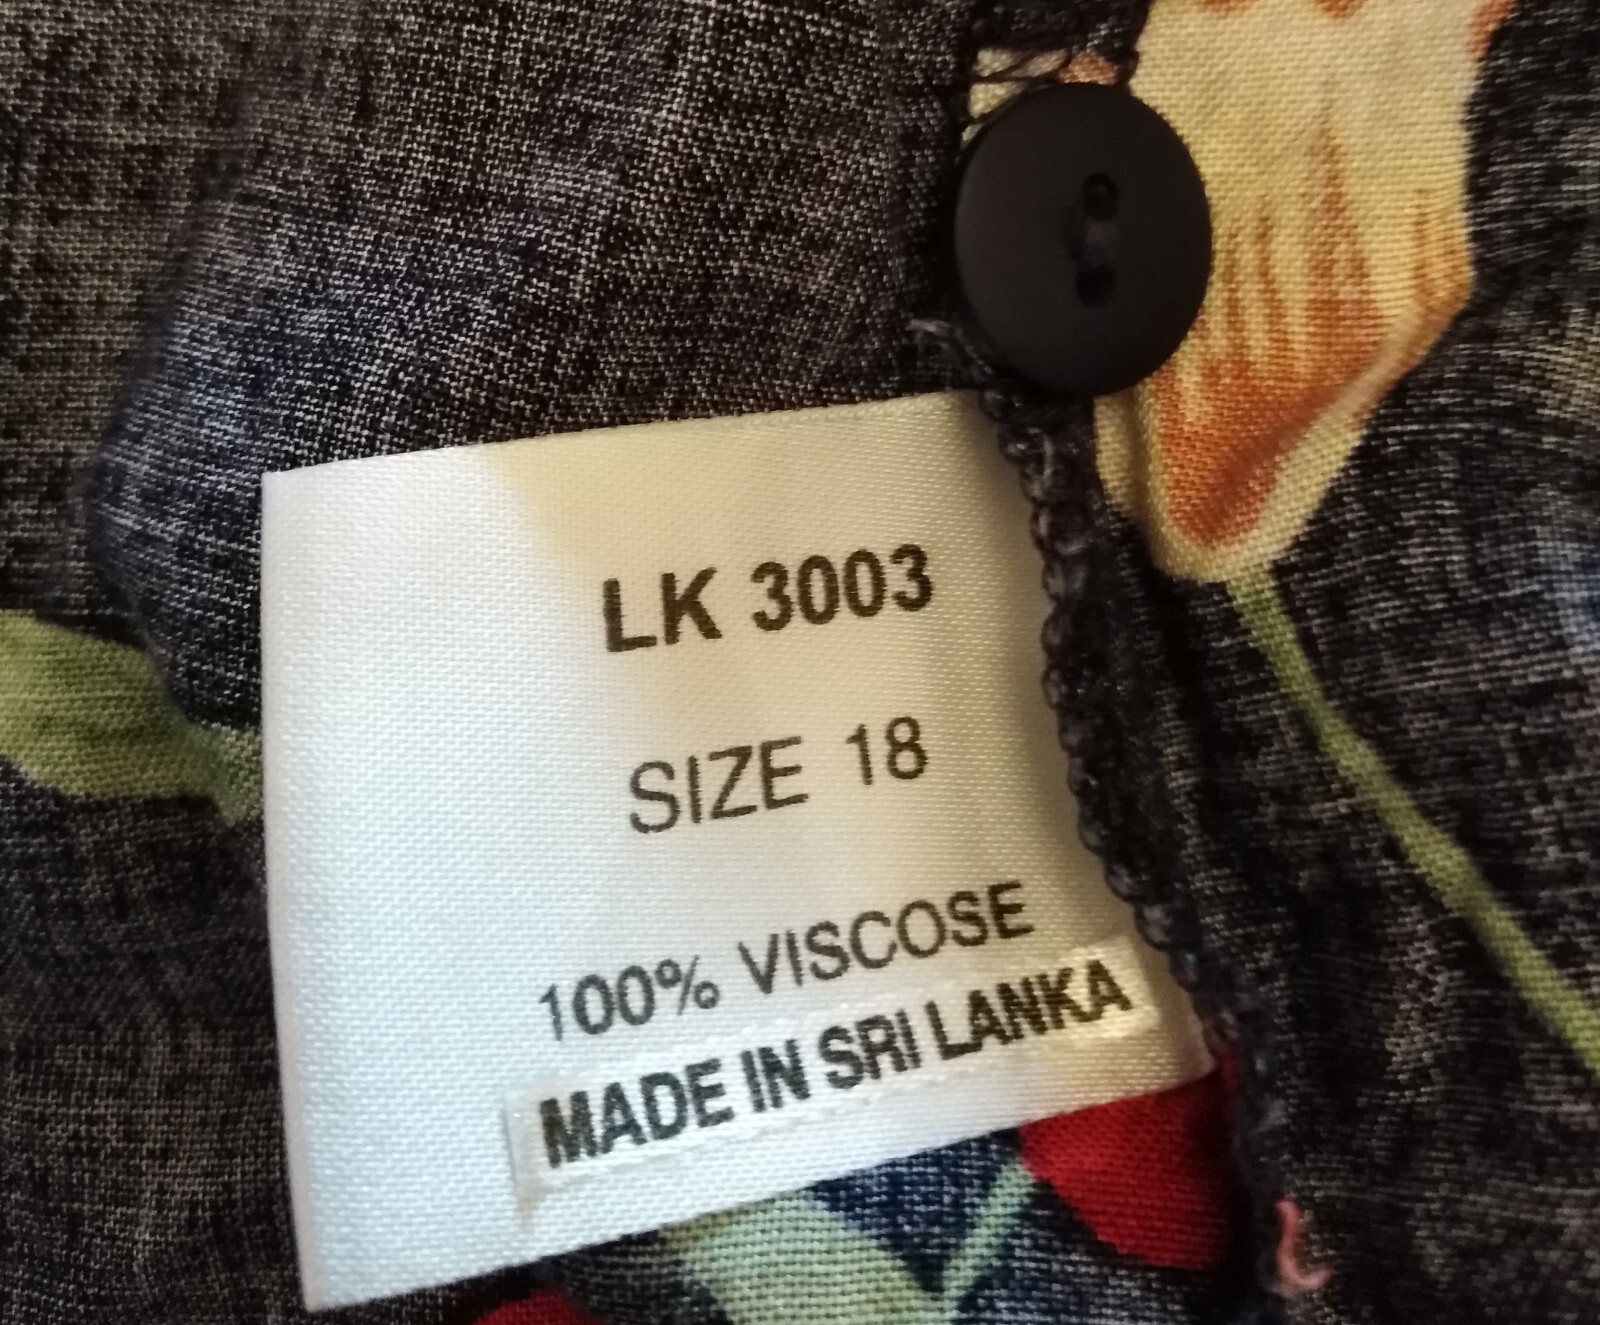 LK 3003
SIZE 18
100% VISCOSE
MADE IN SRI LANKA